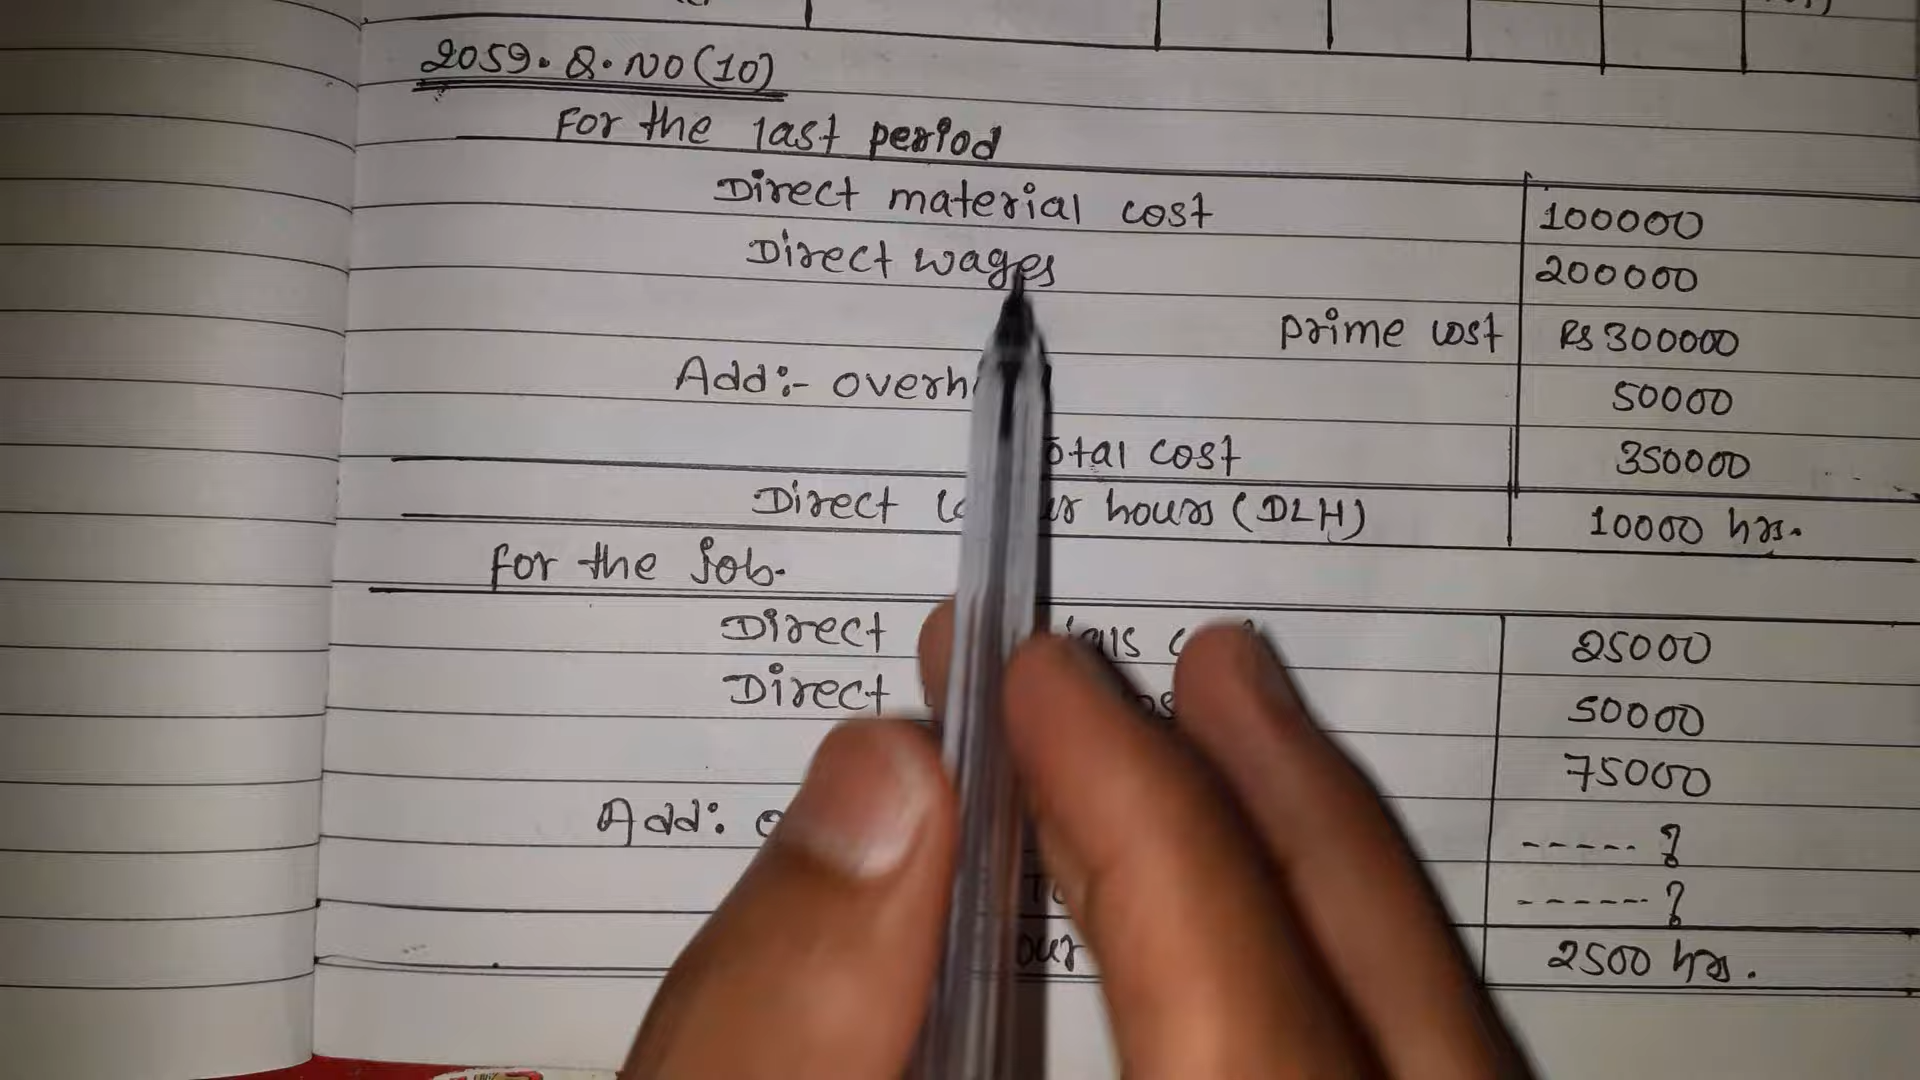 2059. Q. NO (10)
For the last period
Direct material cost 100000
Direct wages 200000
prime cost Rs 300000
Add:- overh 50000
otal cost 350000
Direct hours (DLH) 10000 hrs.
for the Job.
Direct 25000
Direct 50000
75000
Add: ----- ?
------ ?
our 2500 hrs.